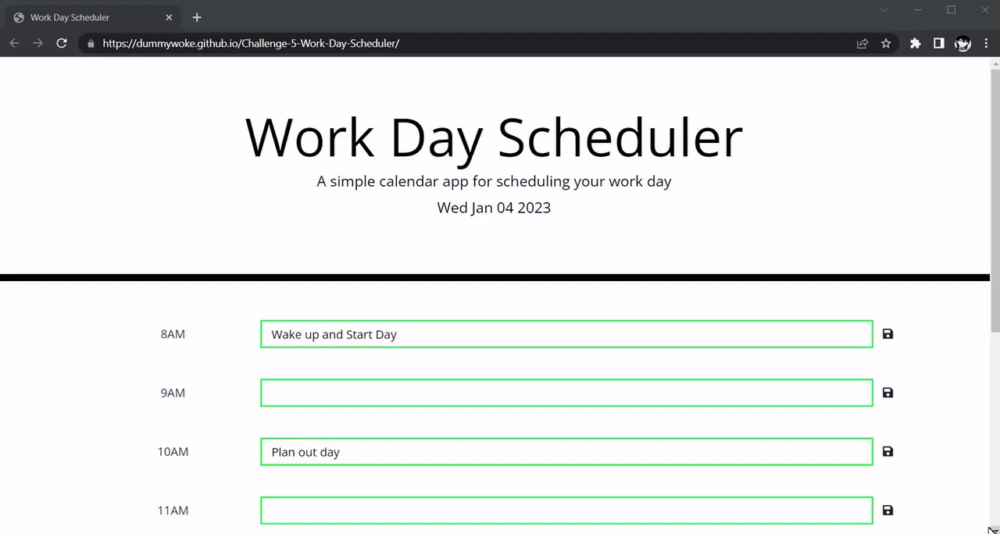 Work Day Scheduler
https://dummywoke.github.io/Challenge-5-Work-Day-Scheduler/
Work Day Scheduler
A simple calendar app for scheduling your work day
Wed Jan 04 2023
8AM Wake up and Start Day
9AM
10AM Plan out day
11AM